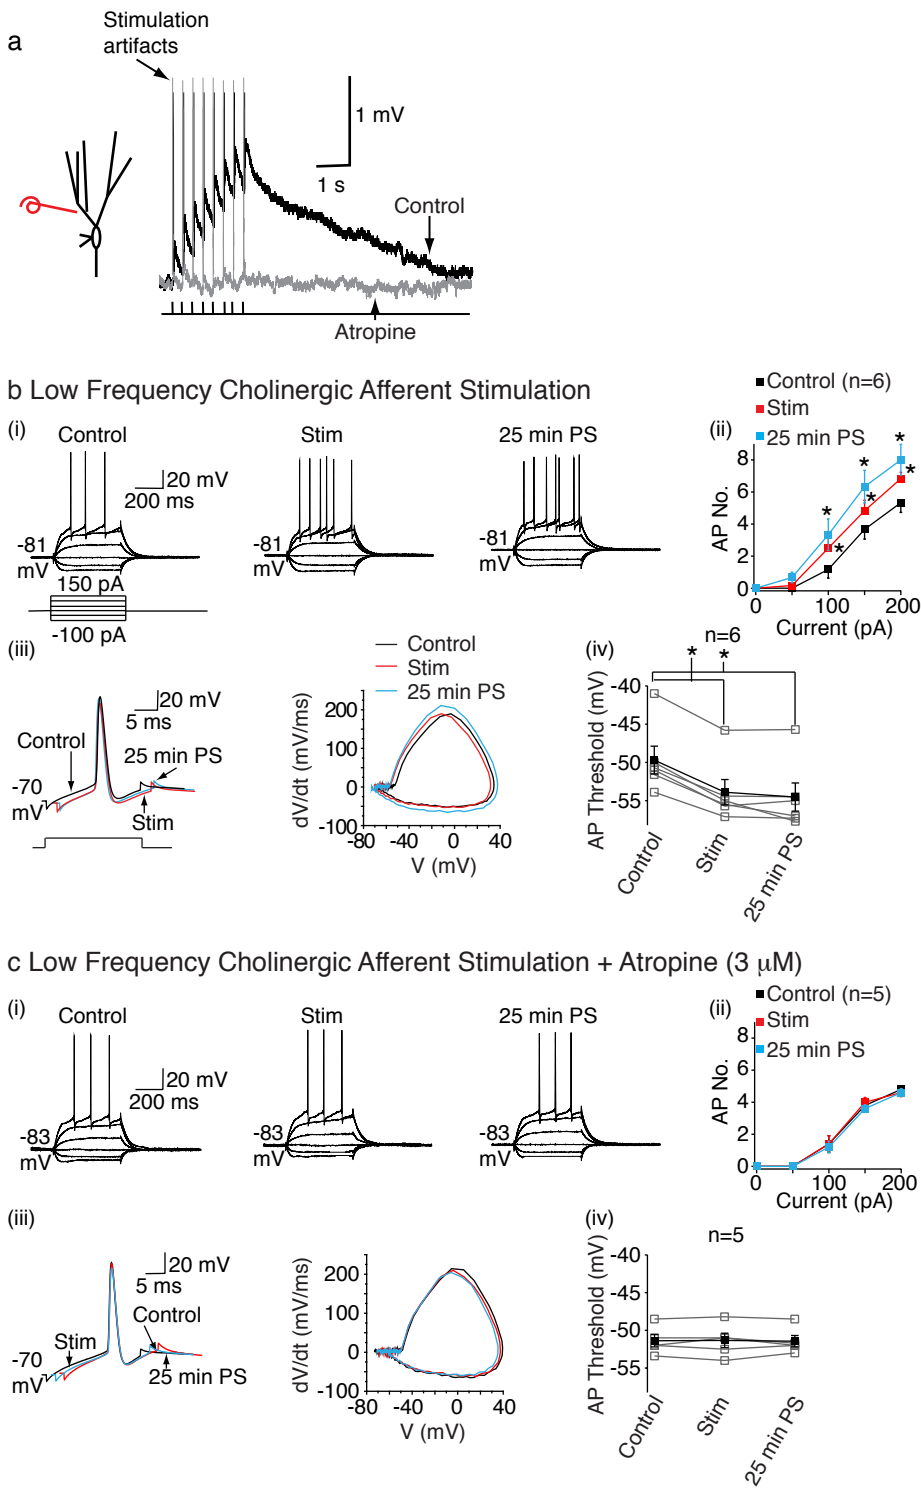 a
Stimulation
artifacts
1 mV
1 s
Control
Atropine
b Low Frequency Cholinergic Afferent Stimulation
(i)
Control
20 mV
200 ms
-81
mV
150 pA
-100 pA
Stim
-81
mV
25 min PS
-81
mV
(ii)
Control (n=6)
Stim
25 min PS
AP No.
8
6
4
2
0
0
100
200
Current (pA)
* * * * * *
(iii)
20 mV
5 ms
Control
25 min PS
-70
mV
Stim
Control
Stim
25 min PS
dV/dt (mV/ms)
200
100
0
-100
-80
-40
0
40
V (mV)
(iv)
n=6
* *
AP Threshold (mV)
-40
-45
-50
-55
Control
Stim
25 min PS
c Low Frequency Cholinergic Afferent Stimulation + Atropine (3 μM)
(i)
Control
20 mV
200 ms
-83
mV
Stim
-83
mV
25 min PS
-83
mV
(ii)
Control (n=5)
Stim
25 min PS
AP No.
8
6
4
2
0
0
100
200
Current (pA)
(iii)
20 mV
5 ms
Control
Stim
-70
mV
25 min PS
dV/dt (mV/ms)
200
100
0
-100
-80
-40
0
40
V (mV)
(iv)
n=5
AP Threshold (mV)
-40
-45
-50
-55
Control
Stim
25 min PS